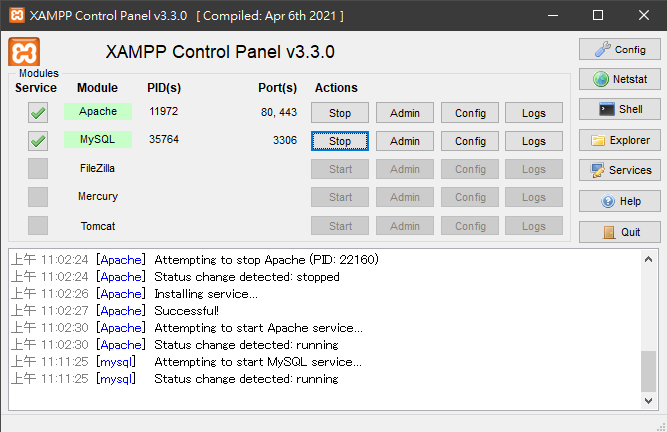 XAMPP Control Panel v3.3.0 [ Compiled: Apr 6th 2021 ]
XAMPP Control Panel v3.3.0
Config
Modules
Service Module PID(s) Port(s) Actions
Netstat
Apache 11972 80, 443 Stop Admin Config Logs
Shell
MySQL 35764 3306 Stop Admin Config Logs
Explorer
FileZilla Start Admin Config Logs
Services
Mercury Start Admin Config Logs
Help
Tomcat Start Admin Config Logs
Quit
上午 11:02:24 [Apache] Attempting to stop Apache (PID: 22160)
上午 11:02:24 [Apache] Status change detected: stopped
上午 11:02:26 [Apache] Installing service...
上午 11:02:27 [Apache] Successful!
上午 11:02:30 [Apache] Attempting to start Apache service...
上午 11:02:30 [Apache] Status change detected: running
上午 11:11:25 [mysql] Attempting to start MySQL service...
上午 11:11:25 [mysql] Status change detected: running